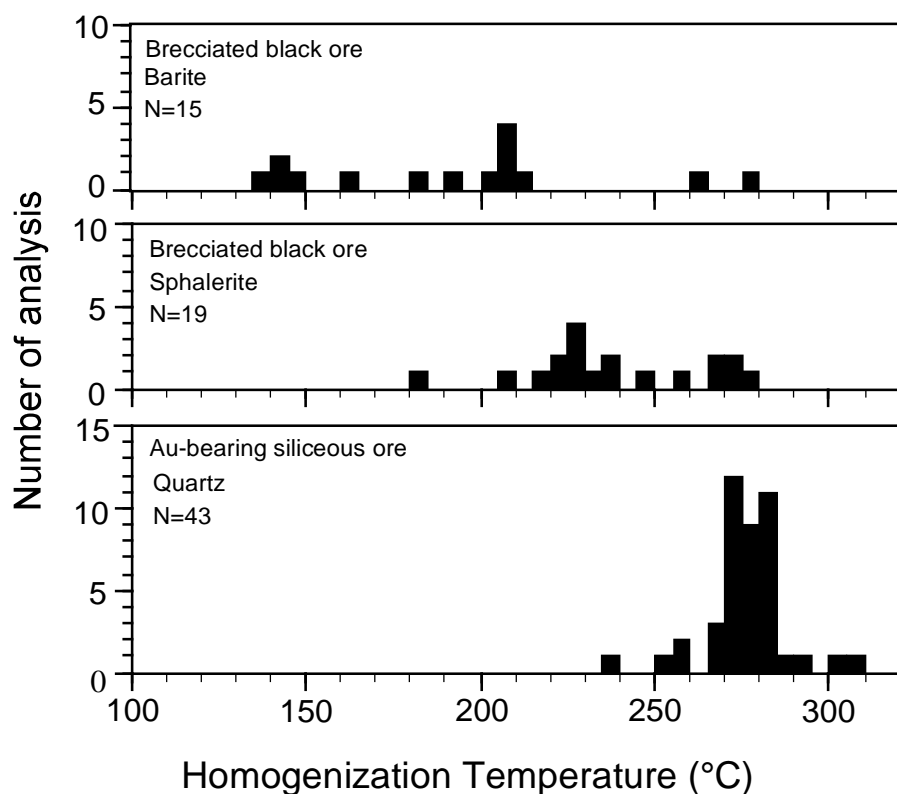 Number of analysis
10
5
0
Brecciated black ore
Barite
N=15
10
5
0
Brecciated black ore
Sphalerite
N=19
15
10
5
0
Au-bearing siliceous ore
Quartz
N=43
100 150 200 250 300
Homogenization Temperature (°C)